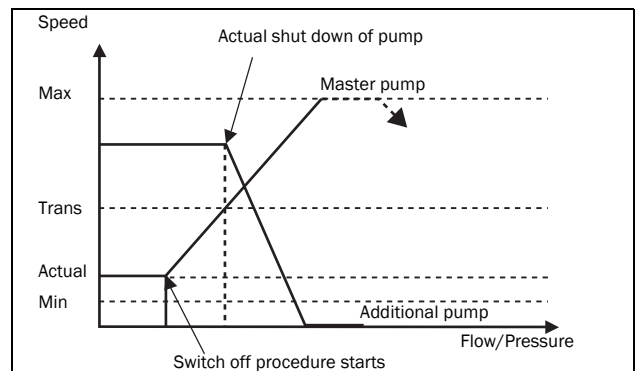 Speed
Actual shut down of pump
Master pump
Max
Trans
Actual
Min
Additional pump
Flow/Pressure
Switch off procedure starts